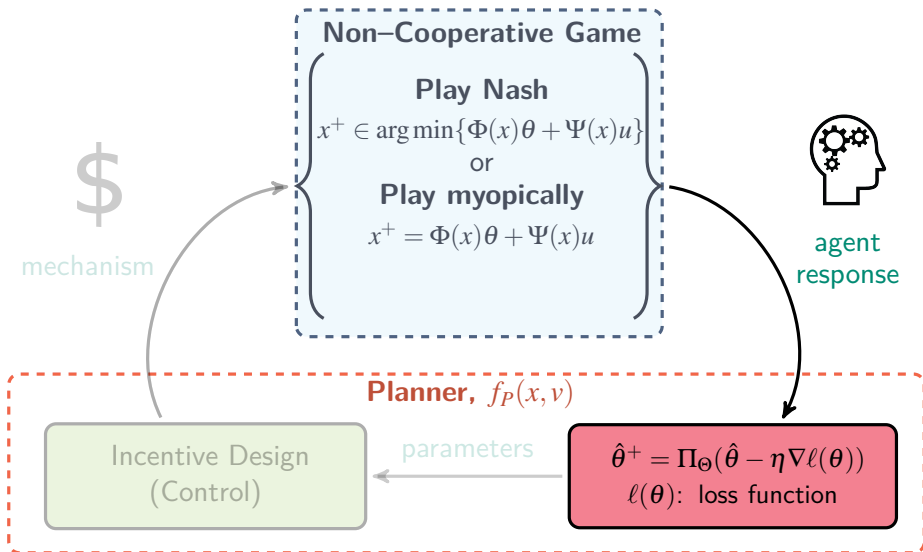 Non–Cooperative Game
Play Nash
x⁺ ∈ arg min{Φ(x)θ + Ψ(x)u}
or
Play myopically
x⁺ = Φ(x)θ + Ψ(x)u
$
mechanism
agent
response
Planner, f_P(x, v)
Incentive Design
(Control)
parameters
θ̂⁺ = Π_Θ(θ̂ − η∇ℓ(θ))
ℓ(θ): loss function